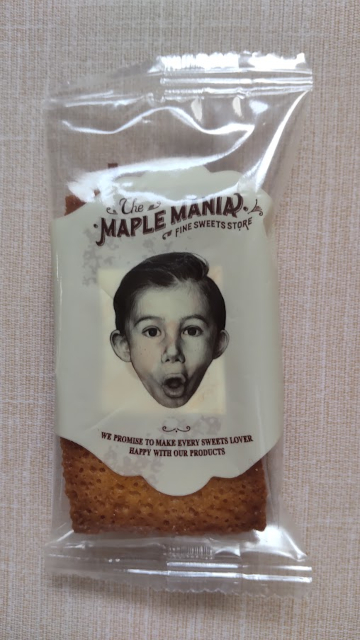 The
MAPLE MANIA
FINE SWEETS STORE
WE PROMISE TO MAKE EVERY SWEETS LOVER
HAPPY WITH OUR PRODUCTS